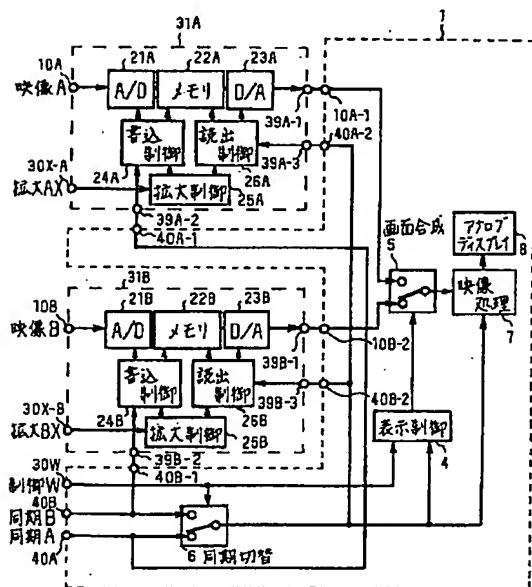 31A
1
10A
21A 22A 23A
映像A
A/D
メモリ
D/A
39A-1
10A-1
40A-2
書込
制御
読出
制御
39A-3
30X-A
24A
26A
拡大AX
拡大制御
25A
39A-2
40A-1
画面合成
5
アナログ
ディスプレイ
8
31B
10B
21B 22B 23B
映像B
A/D
メモリ
D/A
39B-1
10B-2
映像
処理
7
書込
制御
読出
制御
39B-3
40B-2
30X-B
24B
26B
拡大BX
拡大制御
25B
39B-2
40B-1
表示制御
4
30W
制御W
40B
同期B
同期A
40A
6 同期切替